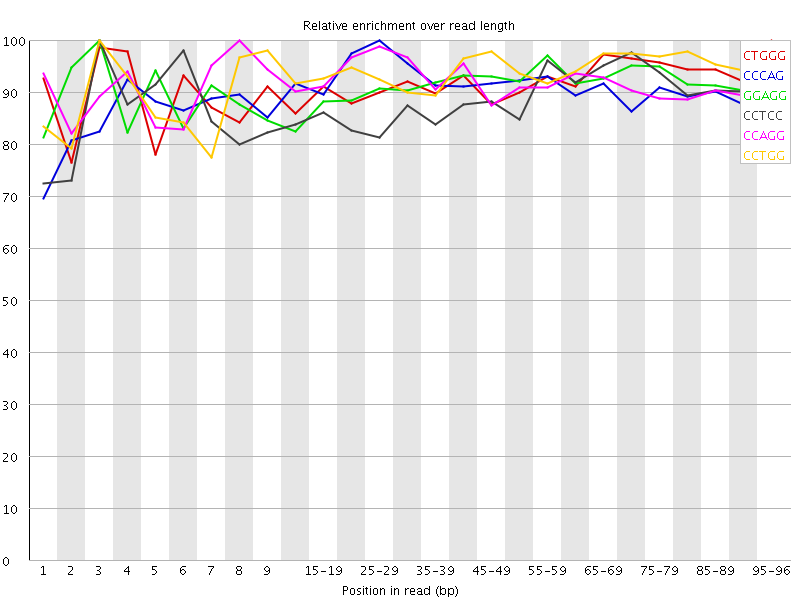 Relative enrichment over read length
100
90
80
70
60
50
40
30
20
10
0
CTGGG
CCCAG
GGAGG
CCTCC
CCAGG
CCTGG
1 2 3 4 5 6 7 8 9 15-19 25-29 35-39 45-49 55-59 65-69 75-79 85-89 95-96
Position in read (bp)